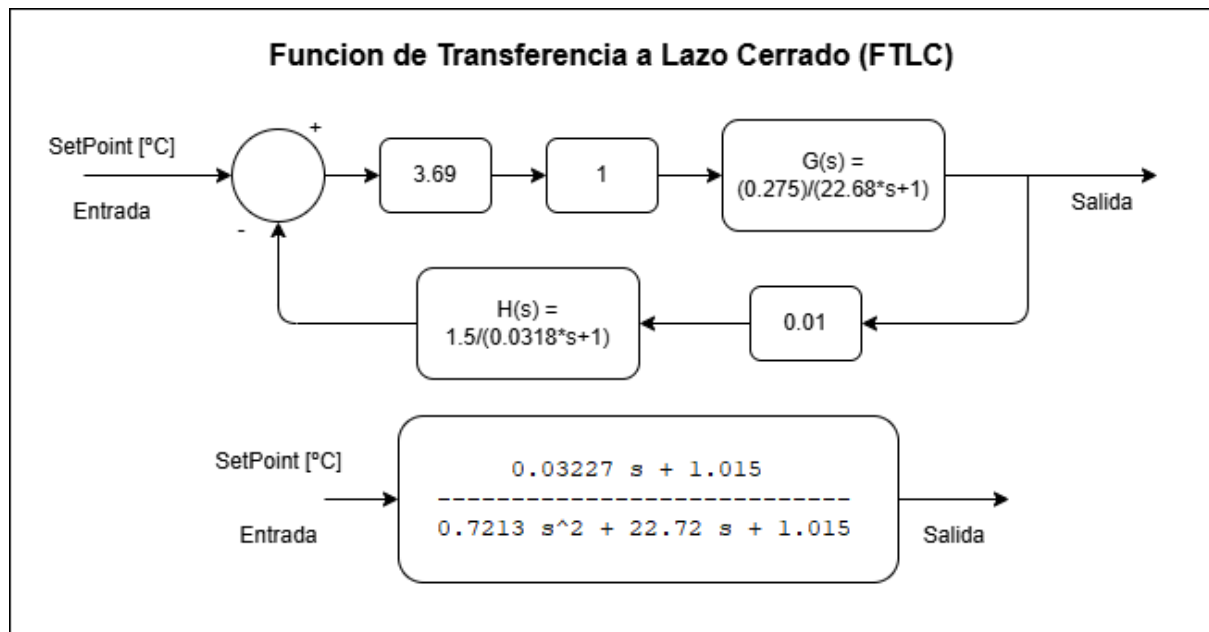 Funcion de Transferencia a Lazo Cerrado (FTLC)
SetPoint [ºC]
Entrada
+
-
3.69
1
G(s) =
(0.275)/(22.68*s+1)
Salida
H(s) =
1.5/(0.0318*s+1)
0.01
SetPoint [ºC]
Entrada
0.03227 s + 1.015
----------------------------
0.7213 s^2 + 22.72 s + 1.015
Salida